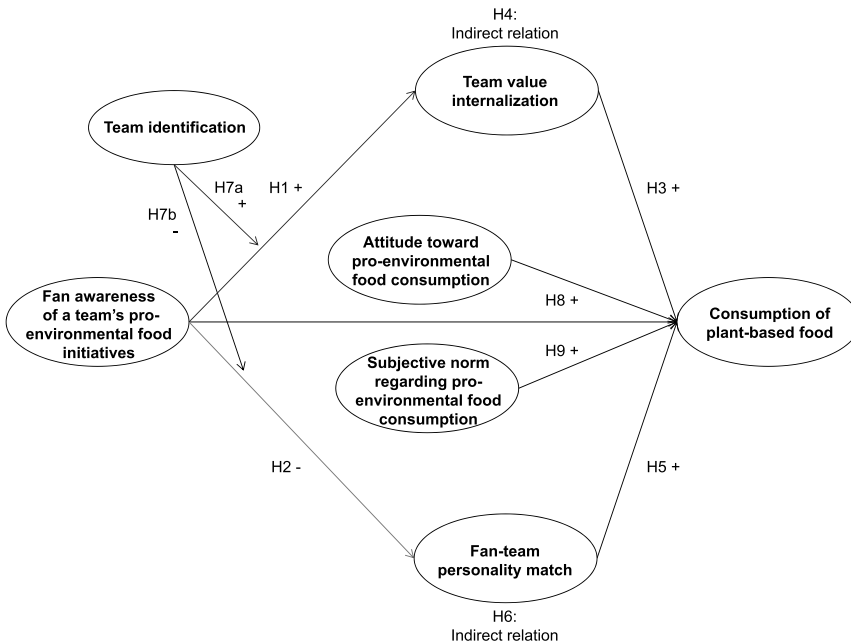 H4:
Indirect relation
Team value
internalization
Team identification
H7a
+
H1 +
H7b
-
H3 +
Attitude toward
pro-environmental
food consumption
H8 +
Fan awareness
of a team's pro-
environmental food
initiatives
Consumption of
plant-based food
H9 +
Subjective norm
regarding pro-
environmental food
consumption
H2 -
H5 +
Fan-team
personality match
H6:
Indirect relation